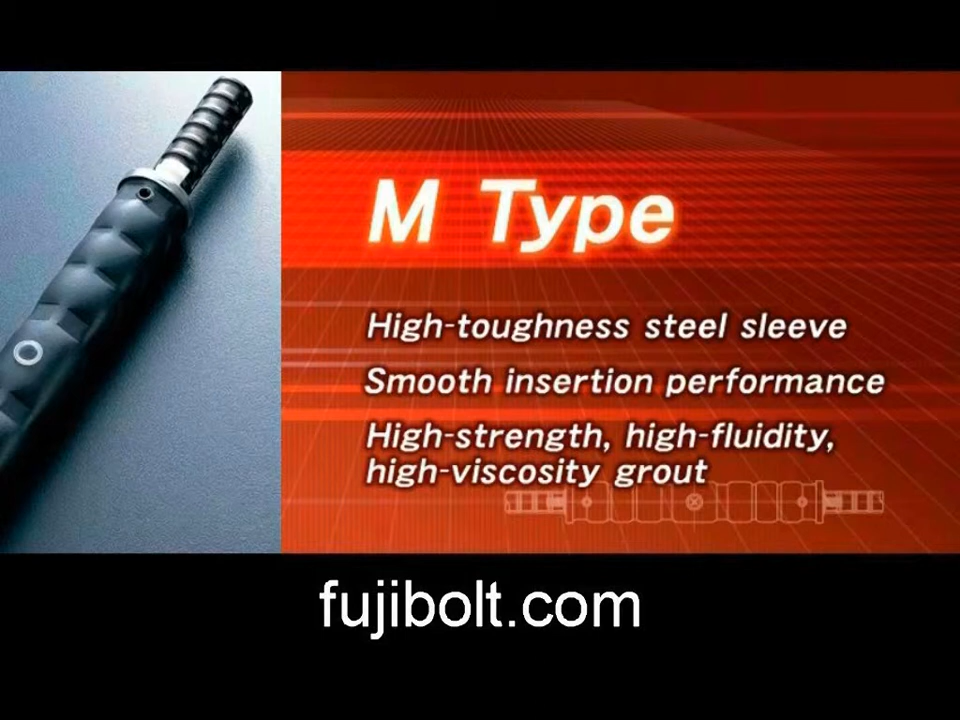 M Type
High-toughness steel sleeve
Smooth insertion performance
High-strength, high-fluidity,
high-viscosity grout
fujibolt.com